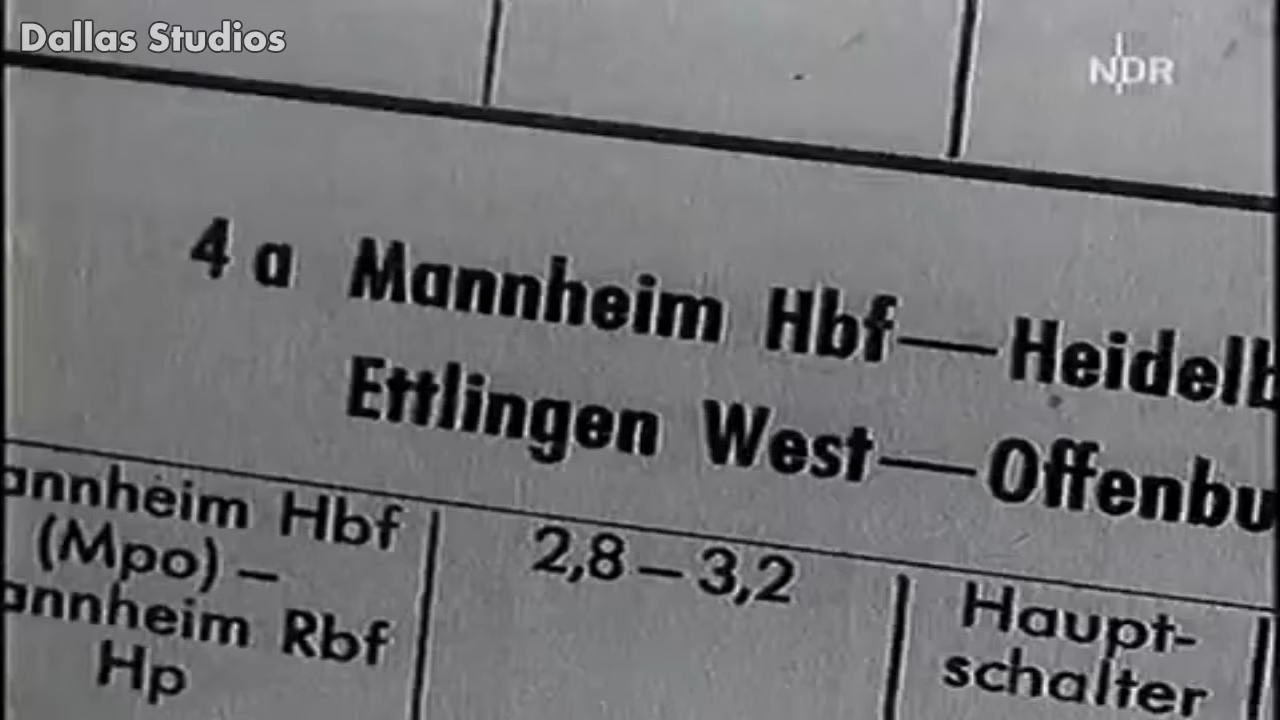 Dallas Studios
NDR
4 a Mannheim Hbf—Heidelb
Ettlingen West—Offenbu
annheim Hbf
(Mpo) –
annheim Rbf
Hp
2,8 – 3,2
Haupt-
schalter